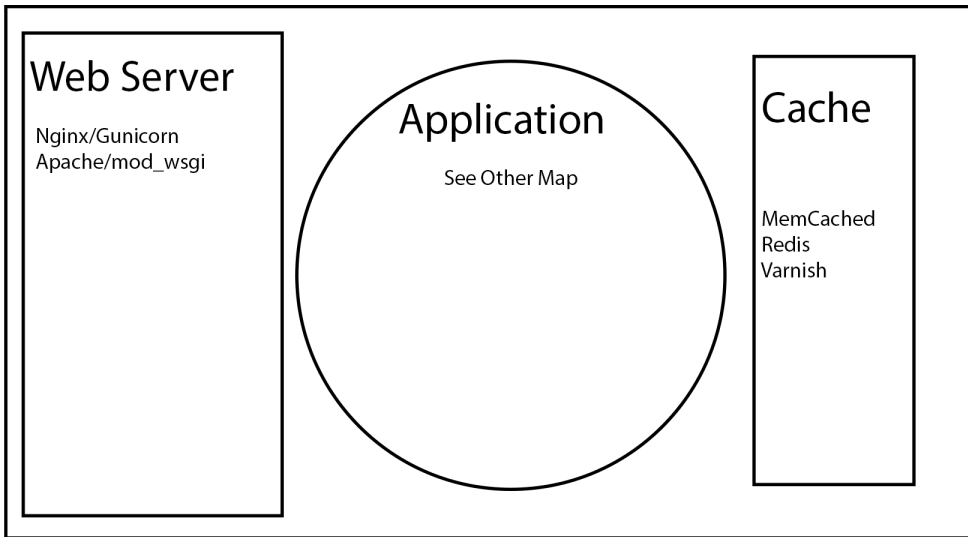 Web Server
Nginx/Gunicorn
Apache/mod_wsgi
Application
See Other Map
Cache
MemCached
Redis
Varnish